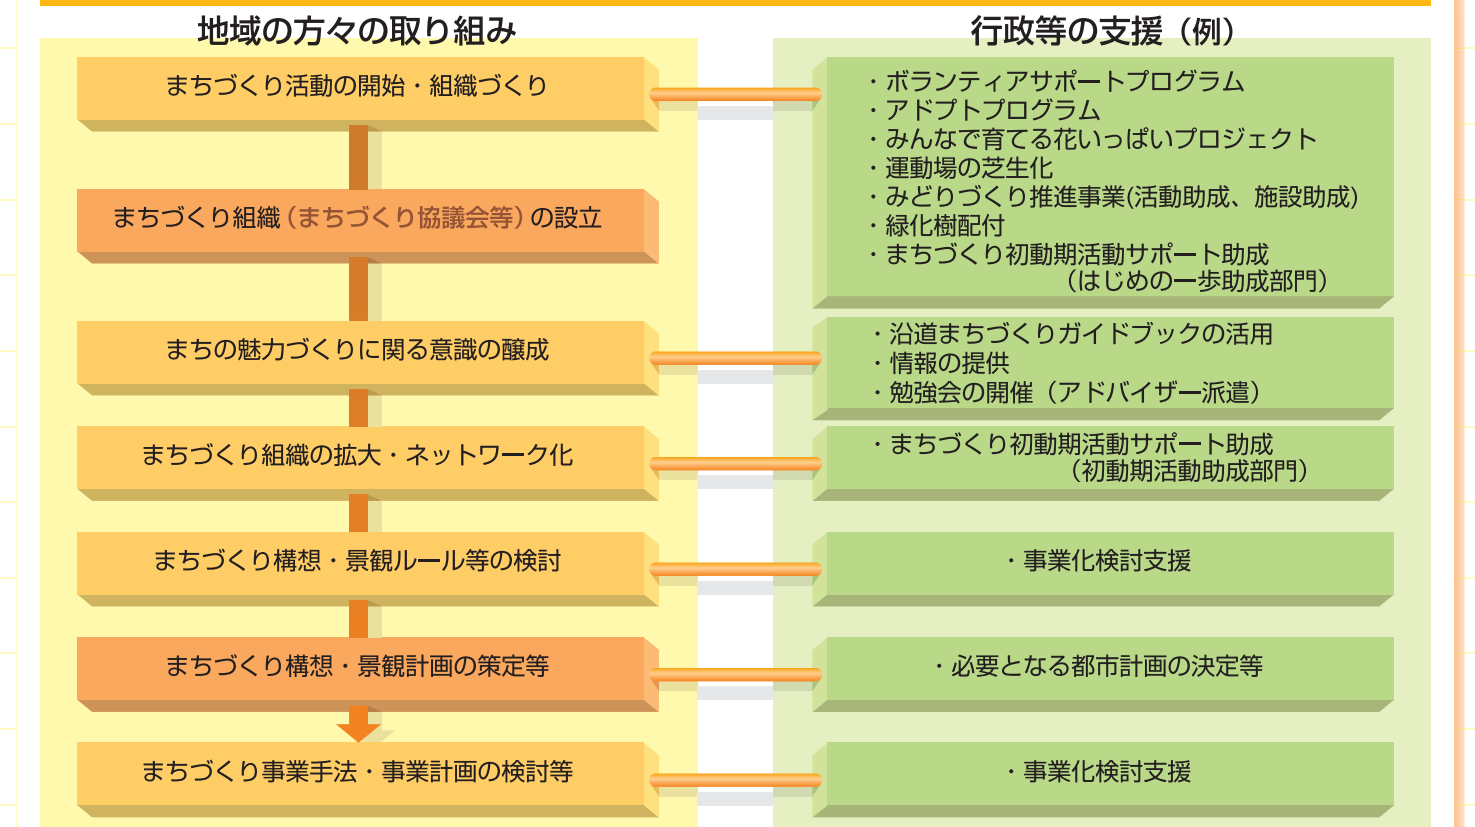 地域の方々の取り組み
まちづくり活動の開始・組織づくり
まちづくり組織（まちづくり協議会等）の設立
まちの魅力づくりに関る意識の醸成
まちづくり組織の拡大・ネットワーク化
まちづくり構想・景観ルール等の検討
まちづくり構想・景観計画の策定等
まちづくり事業手法・事業計画の検討等
行政等の支援（例）
・ボランティアサポートプログラム
・アドプトプログラム
・みんなで育てる花いっぱいプロジェクト
・運動場の芝生化
・みどりづくり推進事業(活動助成、施設助成)
・緑化樹配付
・まちづくり初動期活動サポート助成
（はじめの一歩助成部門）
・沿道まちづくりガイドブックの活用
・情報の提供
・勉強会の開催（アドバイザー派遣）
・まちづくり初動期活動サポート助成
（初動期活動助成部門）
・事業化検討支援
・必要となる都市計画の決定等
・事業化検討支援